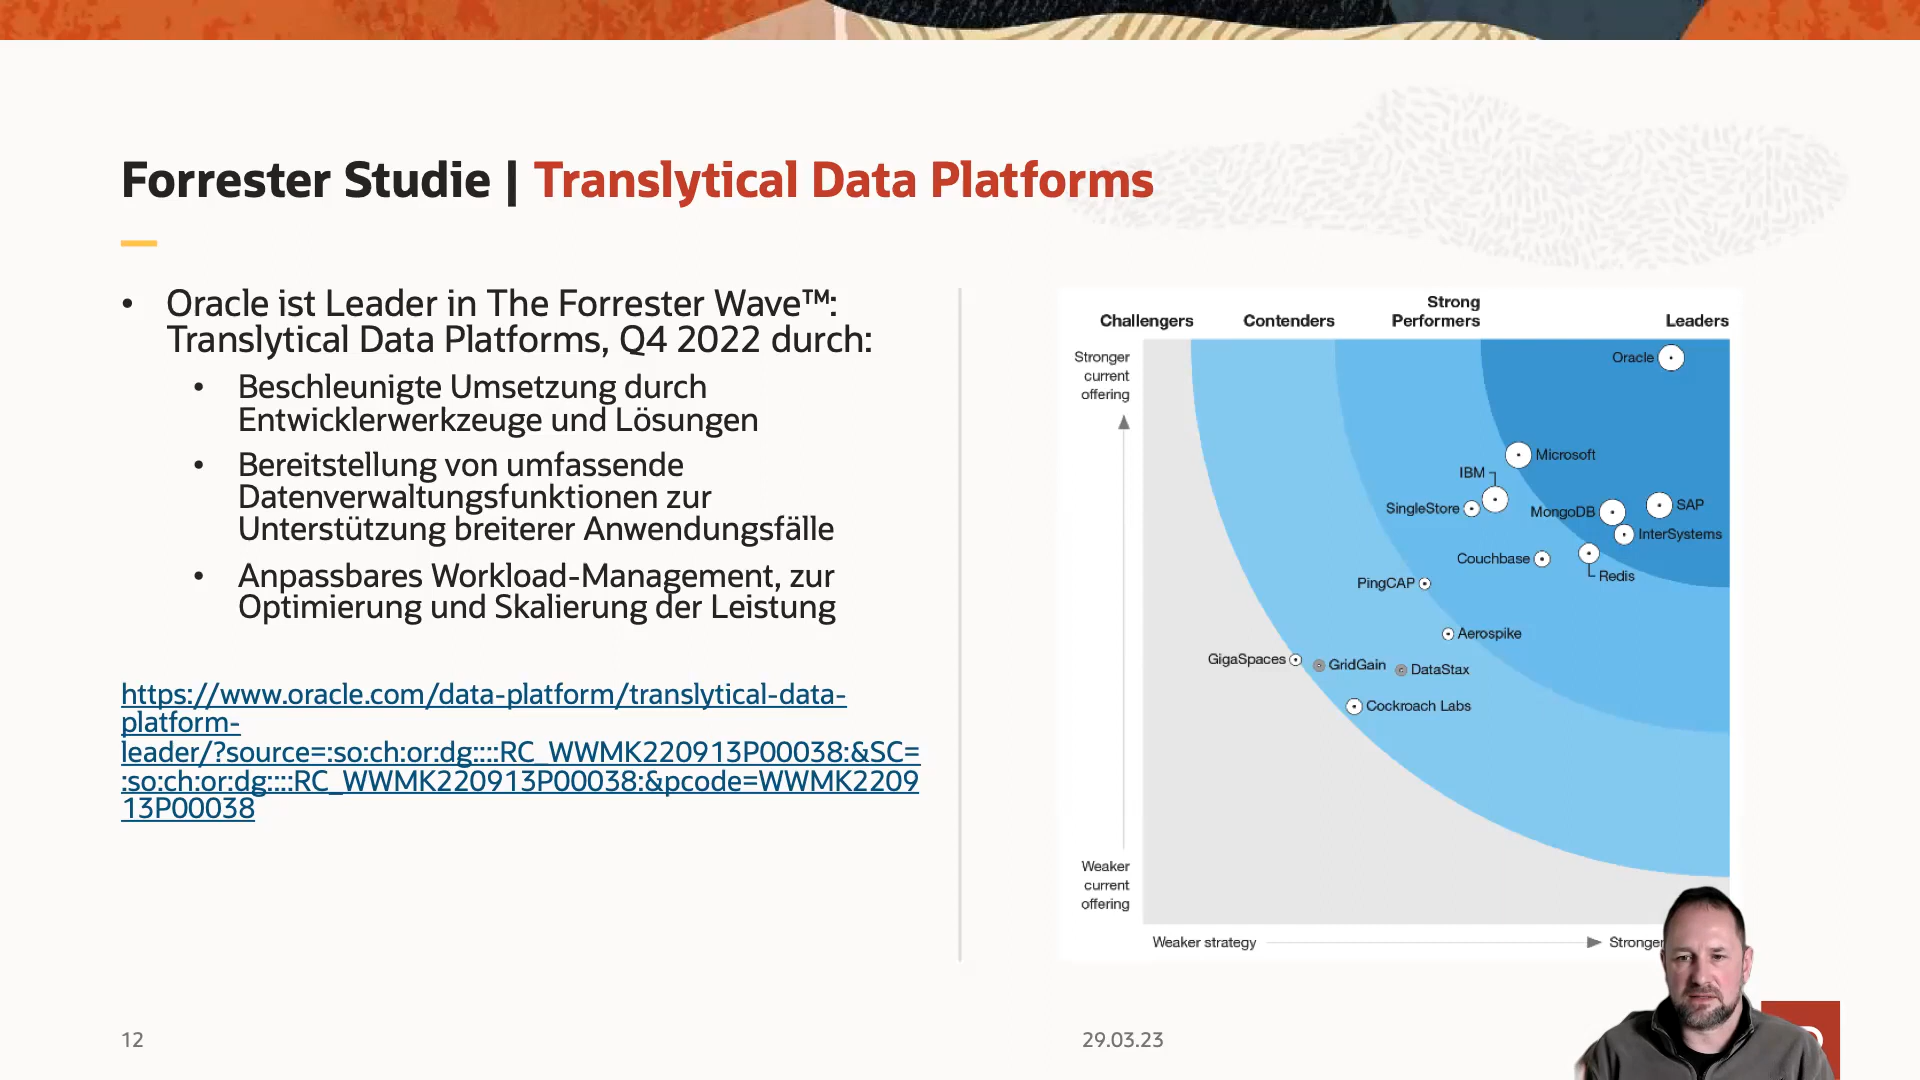 Forrester Studie | Translytical Data Platforms
• Oracle ist Leader in The Forrester Wave™:
Translytical Data Platforms, Q4 2022 durch:
• Beschleunigte Umsetzung durch
Entwicklerwerkzeuge und Lösungen
• Bereitstellung von umfassende
Datenverwaltungsfunktionen zur
Unterstützung breiterer Anwendungsfälle
• Anpassbares Workload-Management, zur
Optimierung und Skalierung der Leistung
https://www.oracle.com/data-platform/translytical-data-
platform-
leader/?source=:so:ch:or:dg::::RC_WWMK220913P00038:&SC=
:so:ch:or:dg::::RC_WWMK220913P00038:&pcode=WWMK2209
13P00038
Challengers
Contenders
Strong
Performers
Leaders
Stronger
current
offering
Oracle
Microsoft
IBM
SingleStore
MongoDB
SAP
InterSystems
Couchbase
Redis
PingCAP
Aerospike
GigaSpaces
GridGain
DataStax
Cockroach Labs
Weaker
current
offering
Weaker strategy
Stronger
12
29.03.23